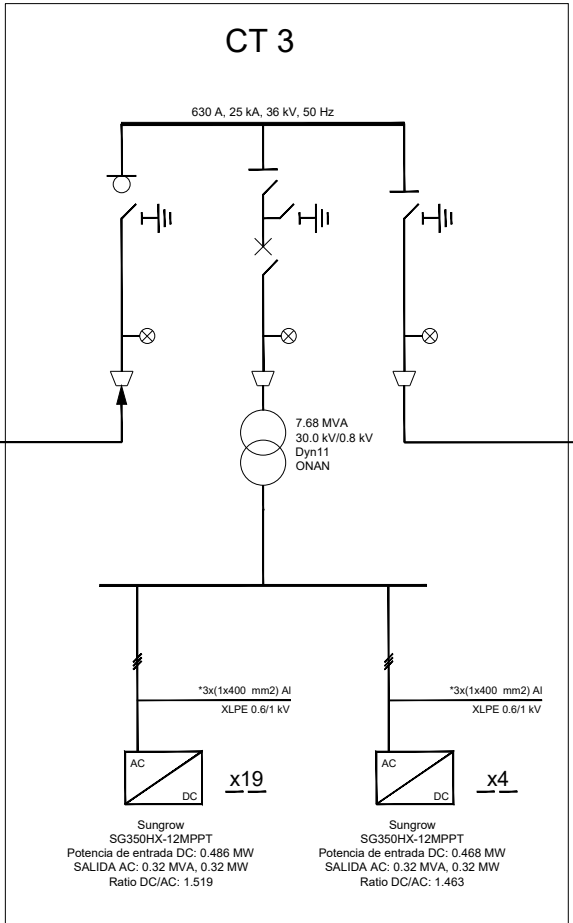 CT 3
630 A, 25 kA, 36 kV, 50 Hz
7.68 MVA
30.0 kV/0.8 kV
Dyn11
ONAN
*3x(1x400 mm2) Al
XLPE 0.6/1 kV
*3x(1x400 mm2) Al
XLPE 0.6/1 kV
AC
DC
x19
AC
DC
x4
Sungrow
SG350HX-12MPPT
Potencia de entrada DC: 0.486 MW
SALIDA AC: 0.32 MVA, 0.32 MW
Ratio DC/AC: 1.519
Sungrow
SG350HX-12MPPT
Potencia de entrada DC: 0.468 MW
SALIDA AC: 0.32 MVA, 0.32 MW
Ratio DC/AC: 1.463